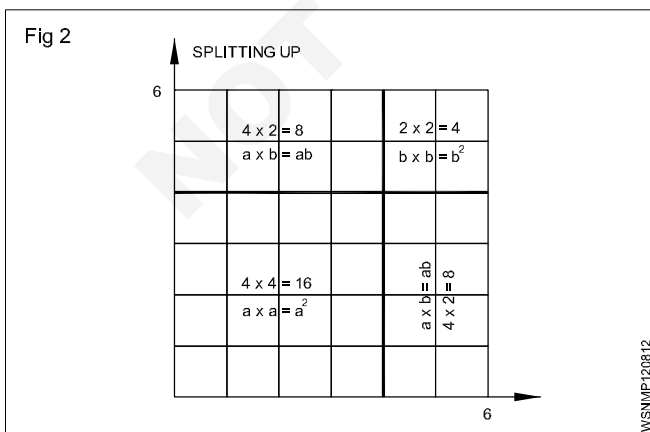 Fig 2
SPLITTING UP
6
4 x 2 = 8
a x b = ab
2 x 2 = 4
b x b = b²
4 x 4 = 16
a x a = a²
a x b = ab
4 x 2 = 8
6
NOT
WSNMP120812